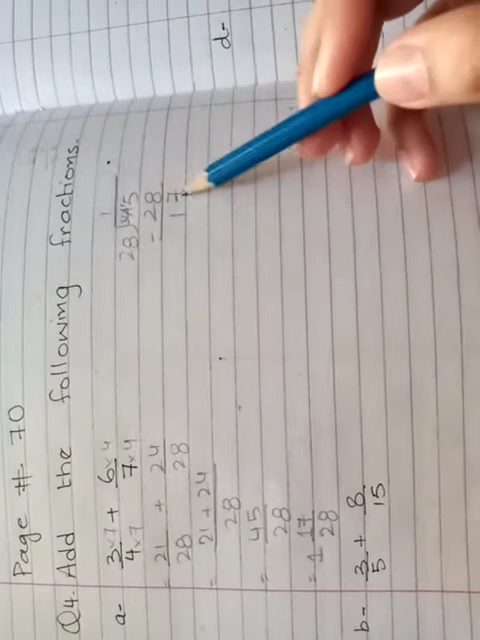 Page # 70
Q4. Add the following fractions.
a- 3×7/4×7 + 6×4/7×4
= 21/28 + 24/28
= 21 + 24/28
= 45/28
= 1 17/28
1
28)45
- 28
17
b- 3/5 + 8/15
d-